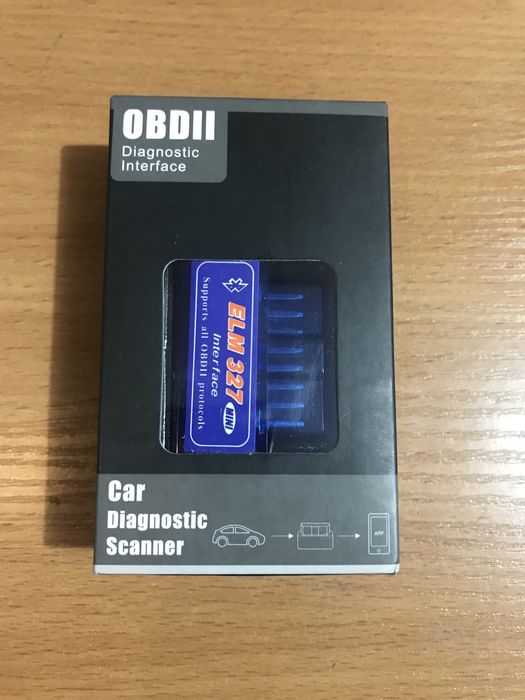 OBDII
Diagnostic
Interface
ELM 327
Interface
MINI
Supports all OBDII protocols
Car
Diagnostic
Scanner
APP